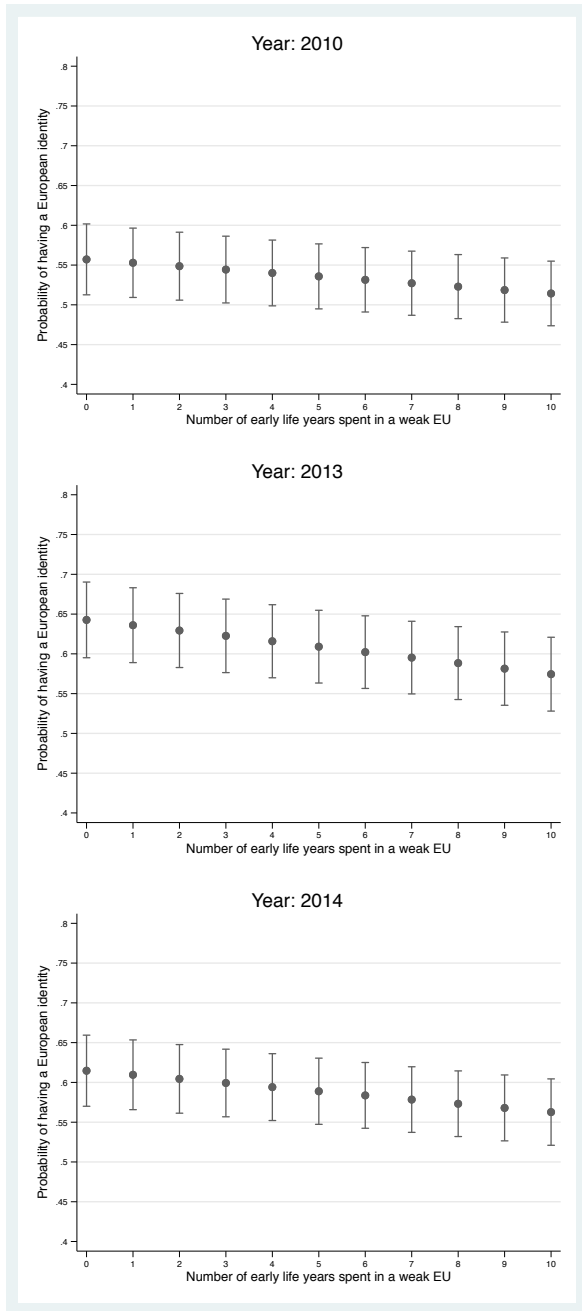 Year: 2010
Probability of having a European identity
.8
.75
.7
.65
.6
.55
.5
.45
.4
0 1 2 3 4 5 6 7 8 9 10
Number of early life years spent in a weak EU
Year: 2013
Probability of having a European identity
.8
.75
.7
.65
.6
.55
.5
.45
.4
0 1 2 3 4 5 6 7 8 9 10
Number of early life years spent in a weak EU
Year: 2014
Probability of having a European identity
.8
.75
.7
.65
.6
.55
.5
.45
.4
0 1 2 3 4 5 6 7 8 9 10
Number of early life years spent in a weak EU